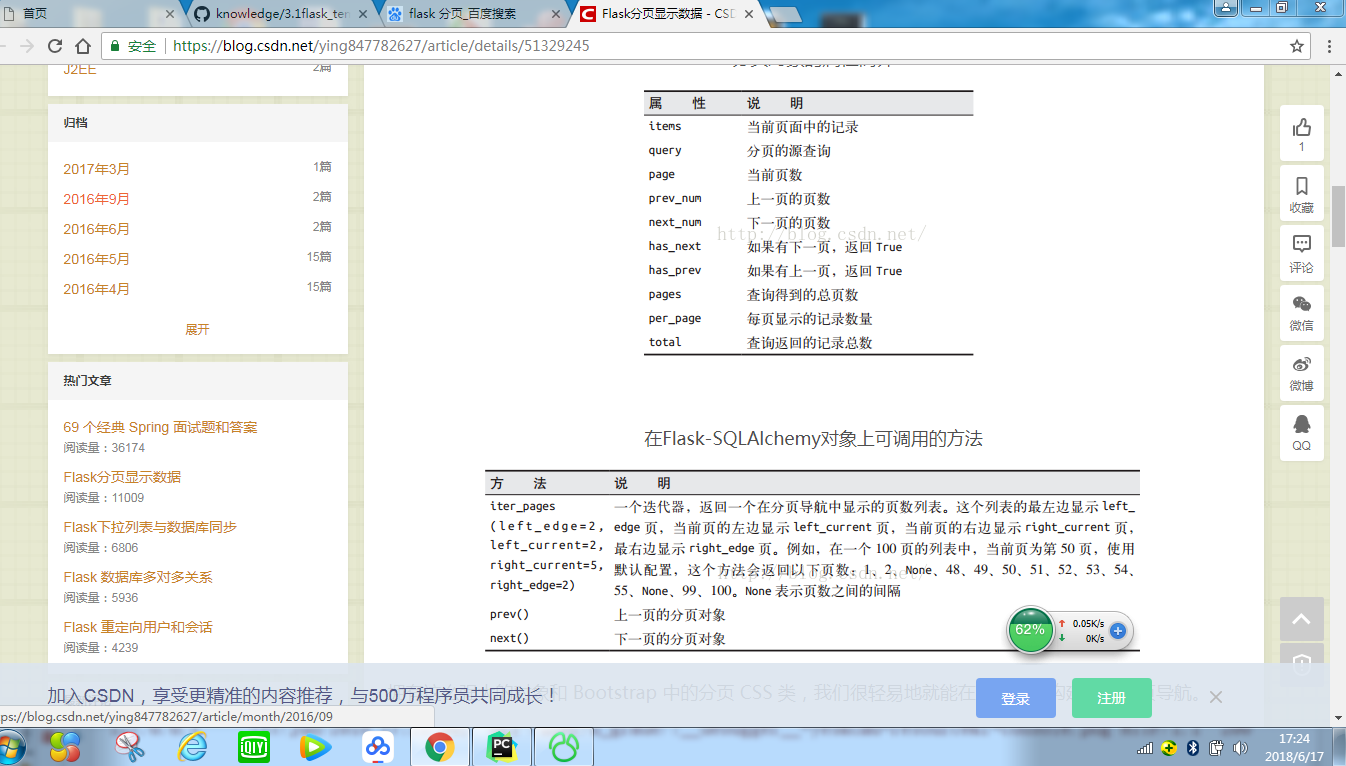 首页
knowledge/3.1flask_ter
flask 分页_百度搜索
Flask分页显示数据 - CSD
安全
https://blog.csdn.net/ying847782627/article/details/51329245
J2EE 2篇
归档
2017年3月 1篇
2016年9月 2篇
2016年6月 2篇
2016年5月 15篇
2016年4月 15篇
展开
热门文章
69 个经典 Spring 面试题和答案
阅读量：36174
Flask分页显示数据
阅读量：11009
Flask下拉列表与数据库同步
阅读量：6806
Flask 数据库多对多关系
阅读量：5936
Flask 重定向用户和会话
阅读量：4239
属 性 说 明
items 当前页面中的记录
query 分页的源查询
page 当前页数
prev_num 上一页的页数
next_num 下一页的页数
http://blog.csdn.net/
has_next 如果有下一页，返回 True
has_prev 如果有上一页，返回 True
pages 查询得到的总页数
per_page 每页显示的记录数量
total 查询返回的记录总数
在Flask-SQLAlchemy对象上可调用的方法
方 法 说 明
iter_pages 一个迭代器，返回一个在分页导航中显示的页数列表。这个列表的最左边显示 left_
(left_edge=2, edge 页，当前页的左边显示 left_current 页，当前页的右边显示 right_current 页，
left_current=2, 最右边显示 right_edge 页。例如，在一个 100 页的列表中，当前页为第 50 页，使用
right_current=5, 默认配置，这个方法会返回以下页数：1、2、None、48、49、50、51、52、53、54、
right_edge=2) 55、None、99、100。None 表示页数之间的间隔
http://blog.csdn.net/
prev() 上一页的分页对象
next() 下一页的分页对象
1
收藏
评论
微信
微博
QQ
62%
0.05K/s
0K/s
加入CSDN，享受更精准的内容推荐，与500万程序员共同成长！
和 Bootstrap 中的分页 CSS 类，我们很轻易地就能在
导航。
登录
注册
ps://blog.csdn.net/ying847782627/article/month/2016/09
iQIYI
PC
17:24
2018/6/17